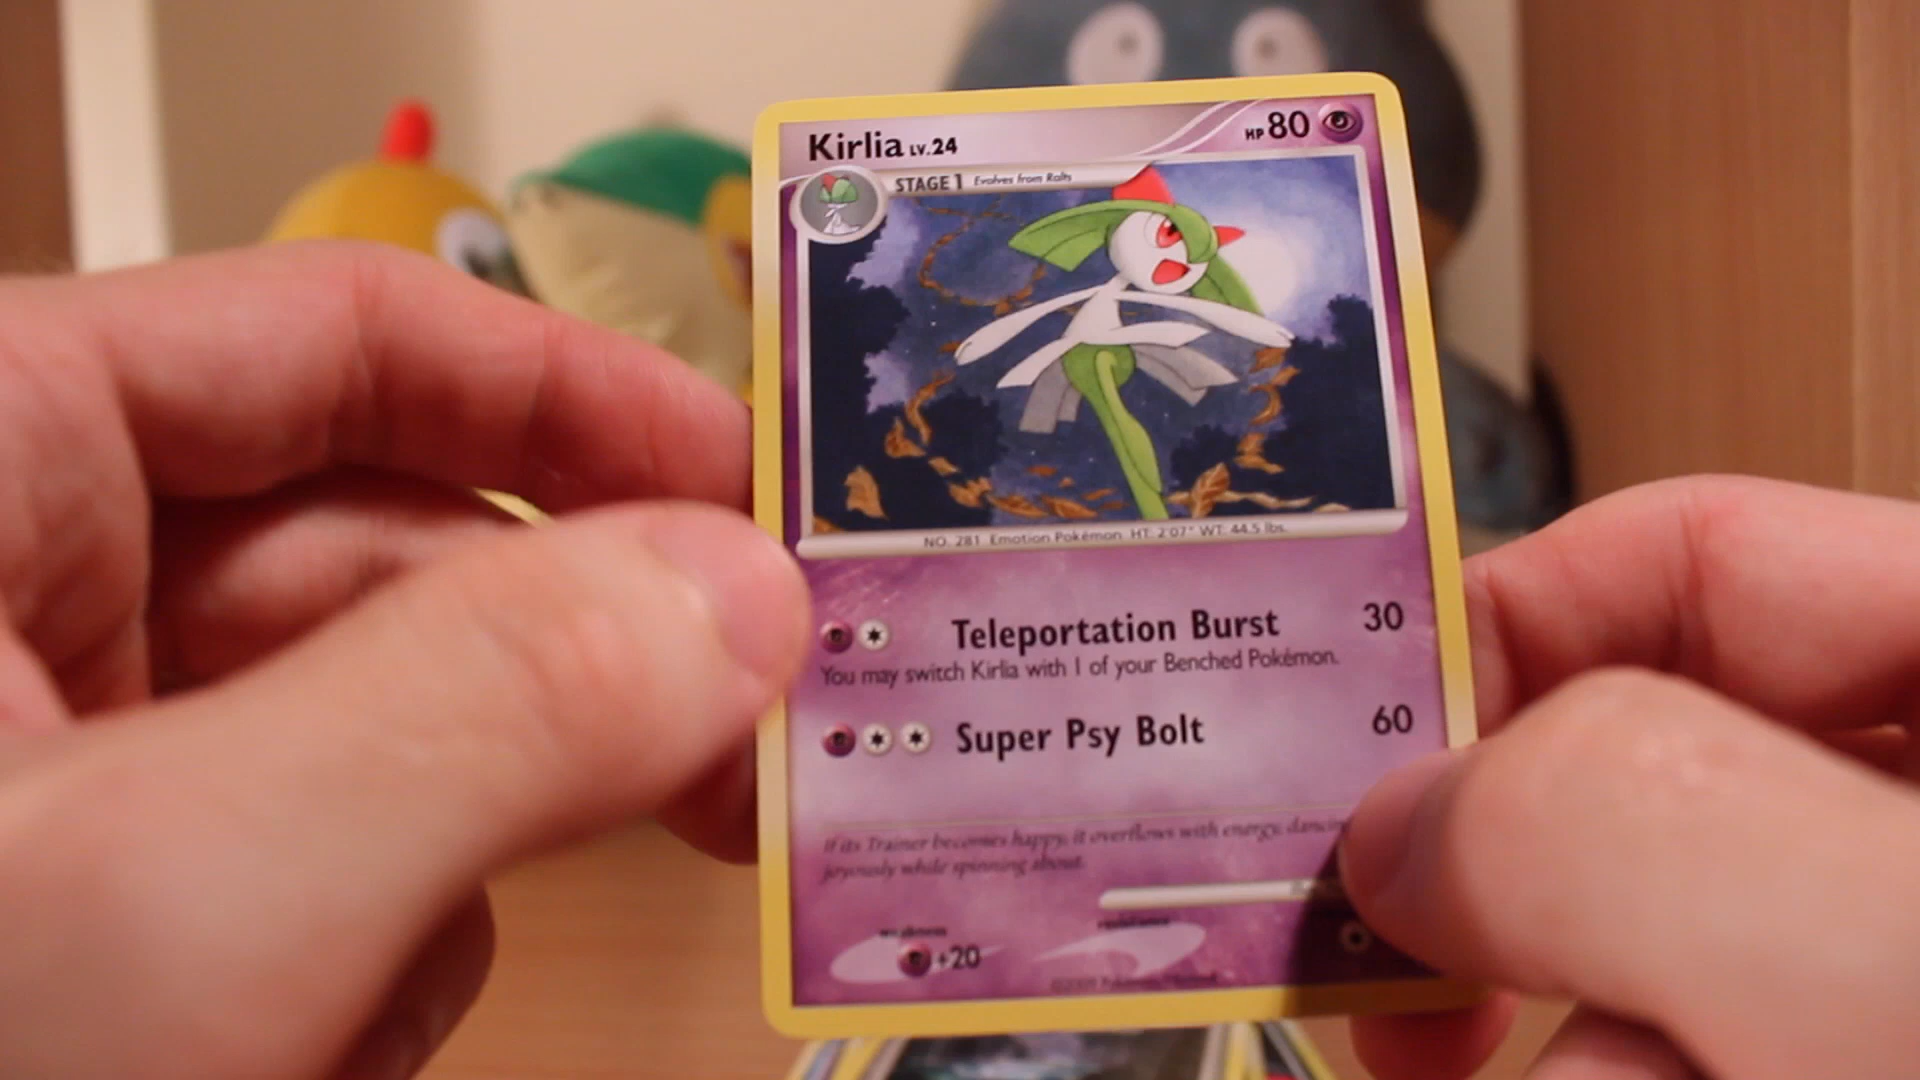 Kirlia LV.24 HP 80
STAGE 1 Evolves from Ralts
NO. 281 Emotion Pokémon HT: 2'07" WT: 44.5 lbs.
Teleportation Burst 30
You may switch Kirlia with 1 of your Benched Pokémon.
Super Psy Bolt 60
If its Trainer becomes happy, it overflows with energy, dancing
joyously while spinning about.
weakness resistance
+20